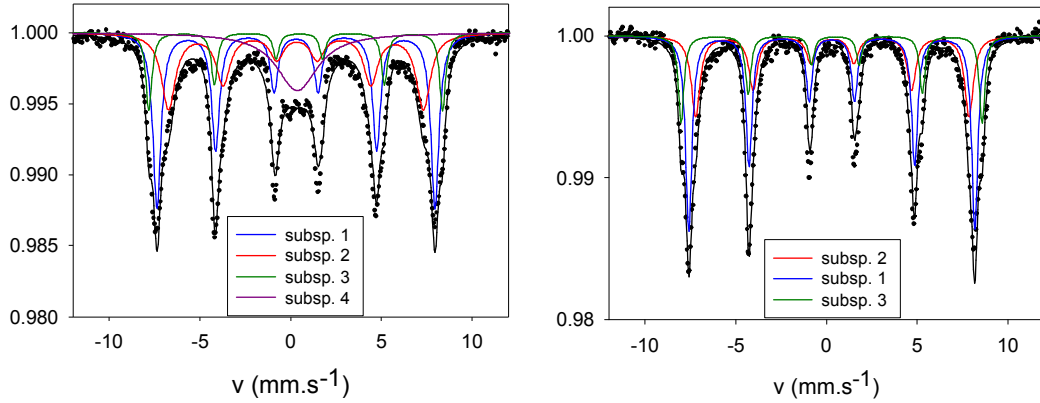 1.000
0.995
0.990
0.985
0.980
subsp. 1
subsp. 2
subsp. 3
subsp. 4
-10 -5 0 5 10
v (mm.s-1)
1.00
0.99
0.98
subsp. 2
subsp. 1
subsp. 3
-10 -5 0 5 10
v (mm.s-1)